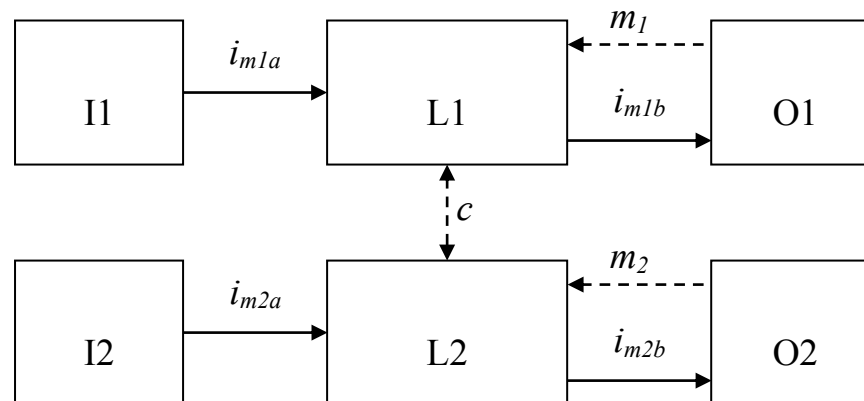 m₁
iₘ₁ₐ
I1 L1 iₘ₁b O1
c
m₂
iₘ₂ₐ
I2 L2 iₘ₂b O2